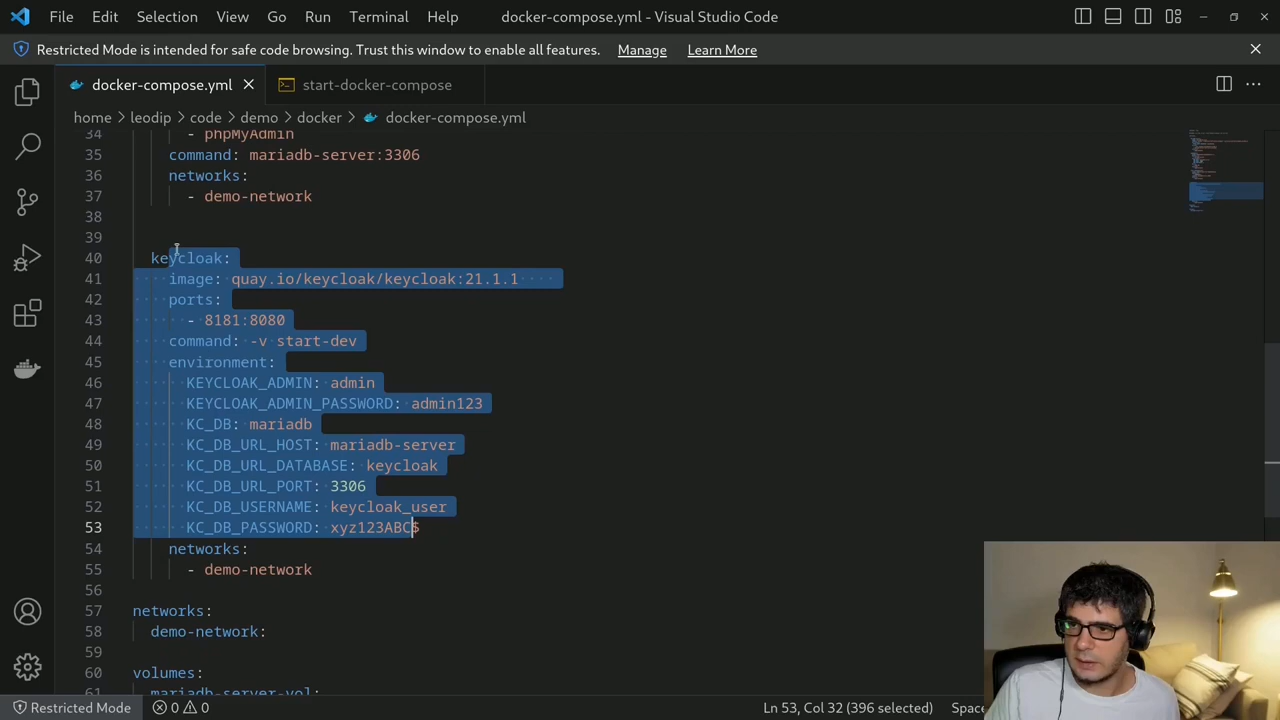 File Edit Selection View Go Run Terminal Help docker-compose.yml - Visual Studio Code
Restricted Mode is intended for safe code browsing. Trust this window to enable all features. Manage Learn More
docker-compose.yml start-docker-compose
home > leodip > code > demo > docker > docker-compose.yml
34 - phpMyAdmin
35 command: mariadb-server:3306
36 networks:
37 - demo-network
38
39
40 keycloak:
41 image: quay.io/keycloak/keycloak:21.1.1
42 ports:
43 - 8181:8080
44 command: -v start-dev
45 environment:
46 KEYCLOAK_ADMIN: admin
47 KEYCLOAK_ADMIN_PASSWORD: admin123
48 KC_DB: mariadb
49 KC_DB_URL_HOST: mariadb-server
50 KC_DB_URL_DATABASE: keycloak
51 KC_DB_URL_PORT: 3306
52 KC_DB_USERNAME: keycloak_user
53 KC_DB_PASSWORD: xyz123ABC$
54 networks:
55 - demo-network
56
57 networks:
58 demo-network:
59
60 volumes:
61 mariadb-server-vol:
Restricted Mode 0 0 Ln 53, Col 32 (396 selected) Spac